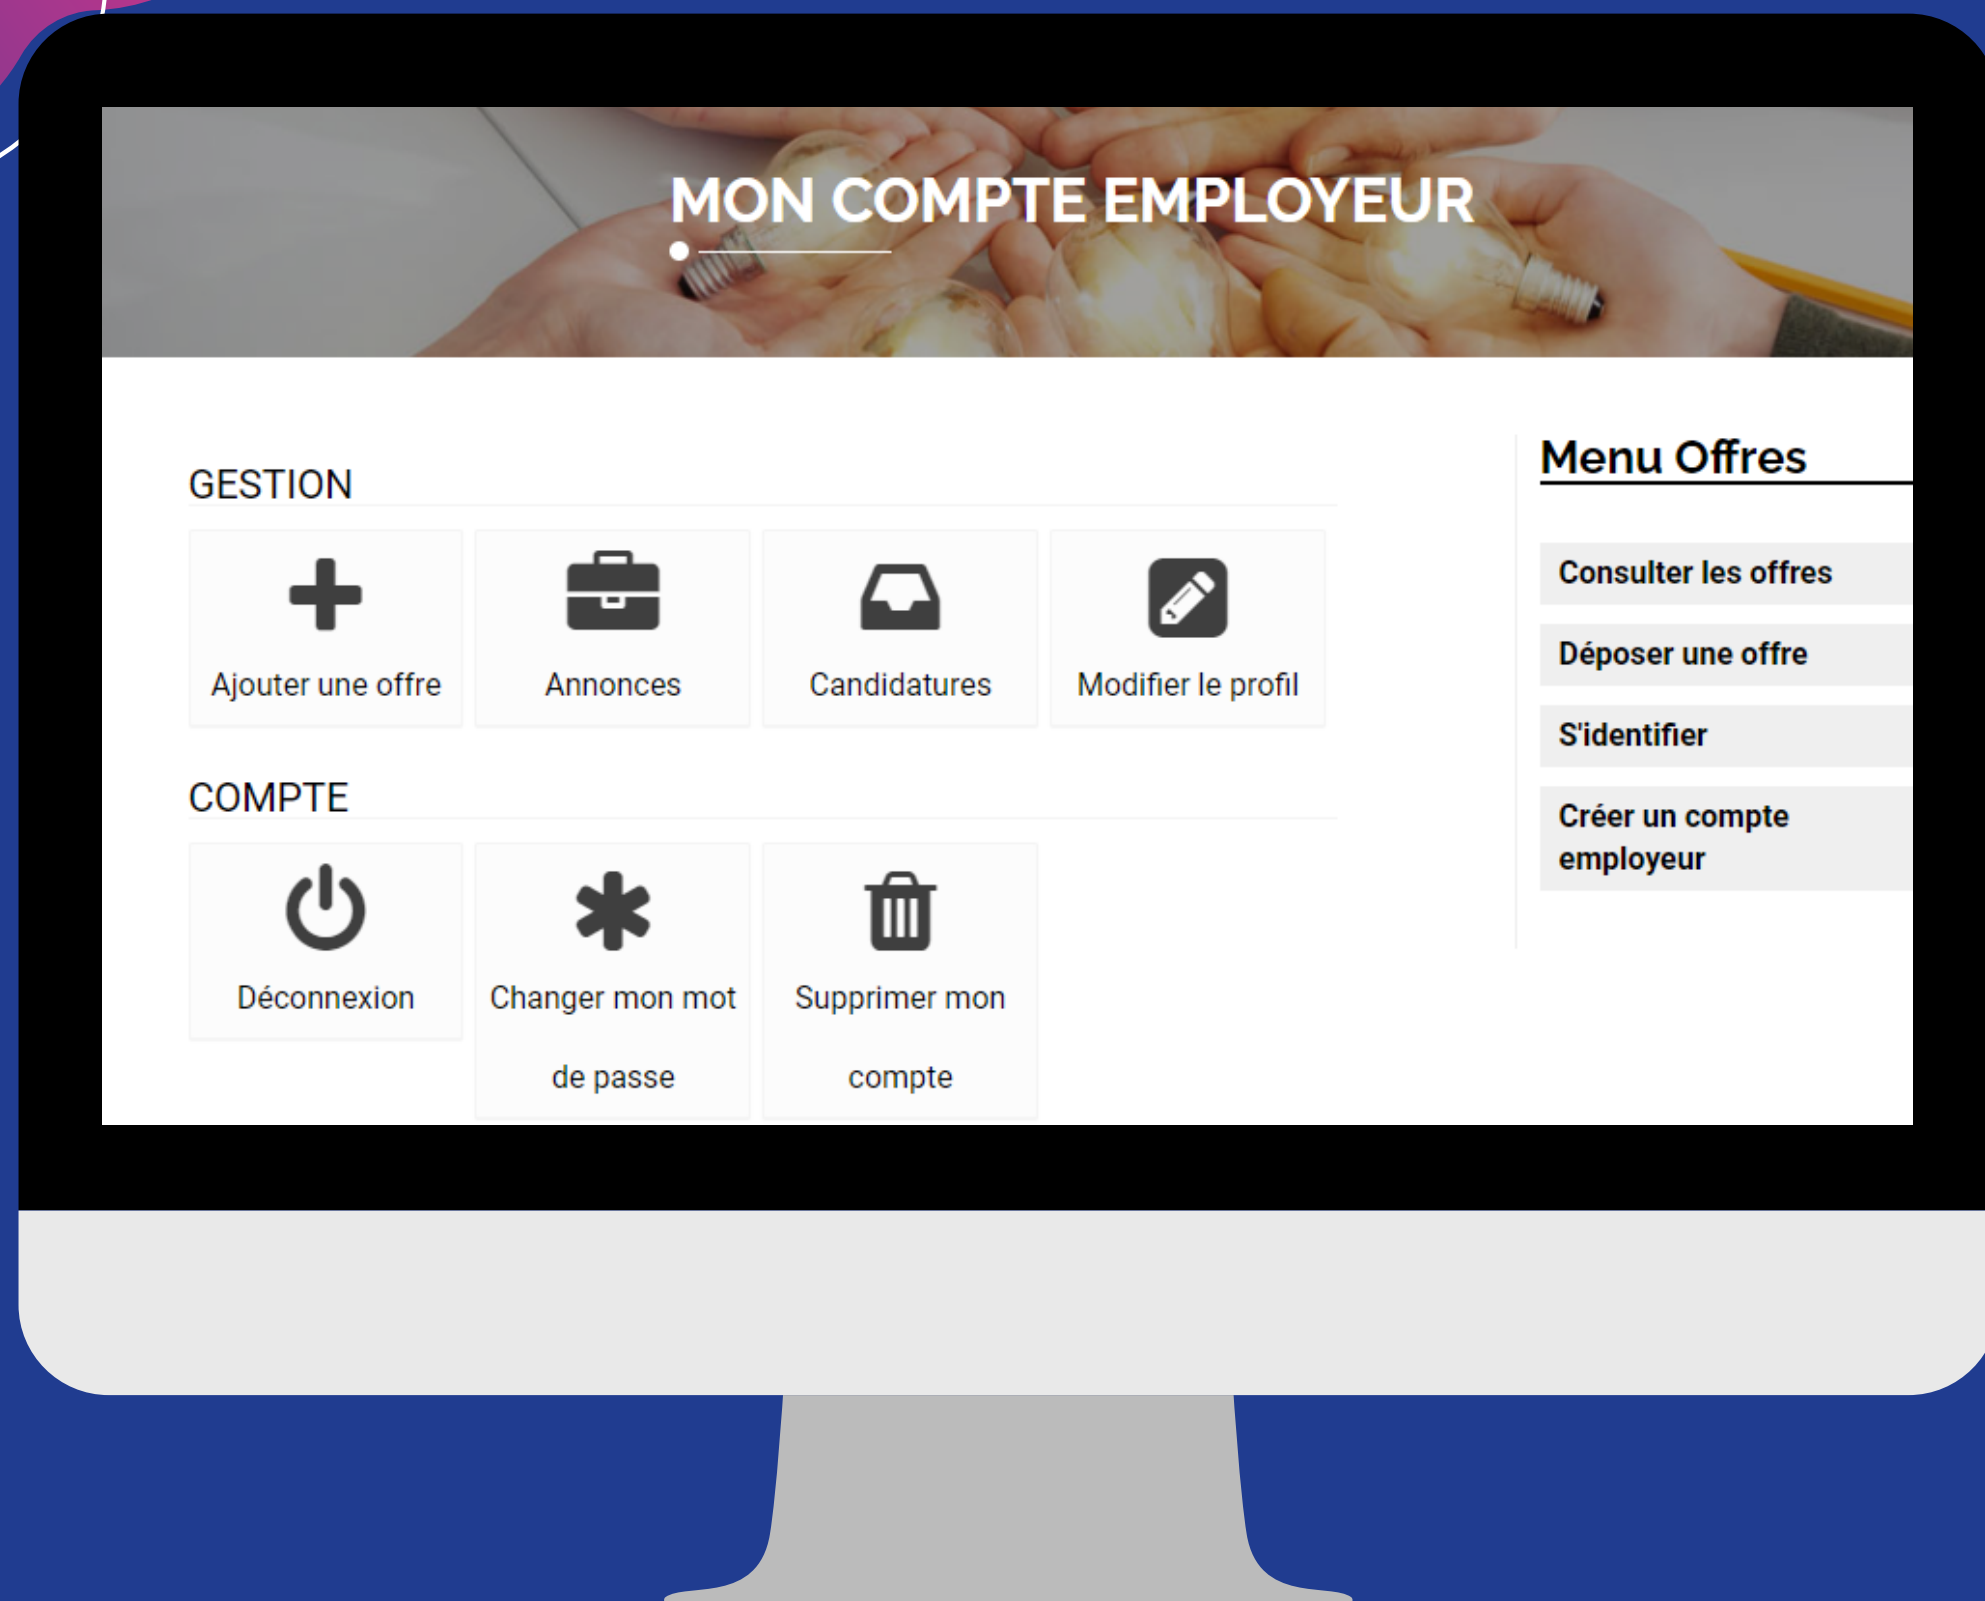 MON COMPTE EMPLOYEUR
GESTION
Ajouter une offre
Annonces
Candidatures
Modifier le profil
COMPTE
Déconnexion
Changer mon mot
de passe
Supprimer mon
compte
Menu Offres
Consulter les offres
Déposer une offre
S'identifier
Créer un compte
employeur